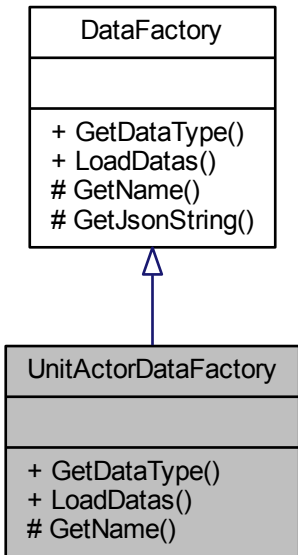 DataFactory
+ GetDataType()
+ LoadDatas()
# GetName()
# GetJsonString()
UnitActorDataFactory
+ GetDataType()
+ LoadDatas()
# GetName()